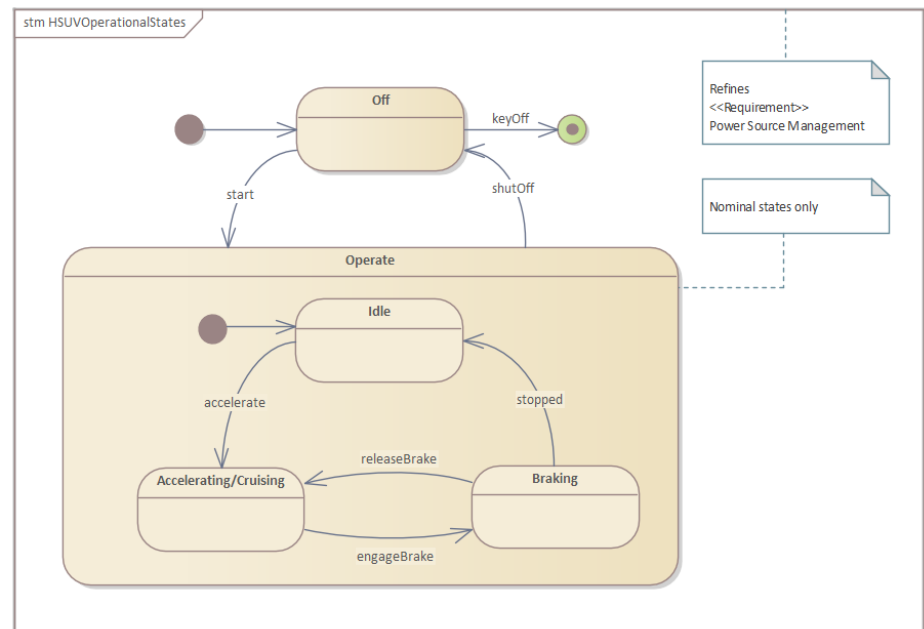 stm HSUVOperationalStates
Off
keyOff
Refines
<<Requirement>>
Power Source Management
start
shutOff
Nominal states only
Operate
Idle
accelerate
stopped
releaseBrake
Accelerating/Cruising
Braking
engageBrake